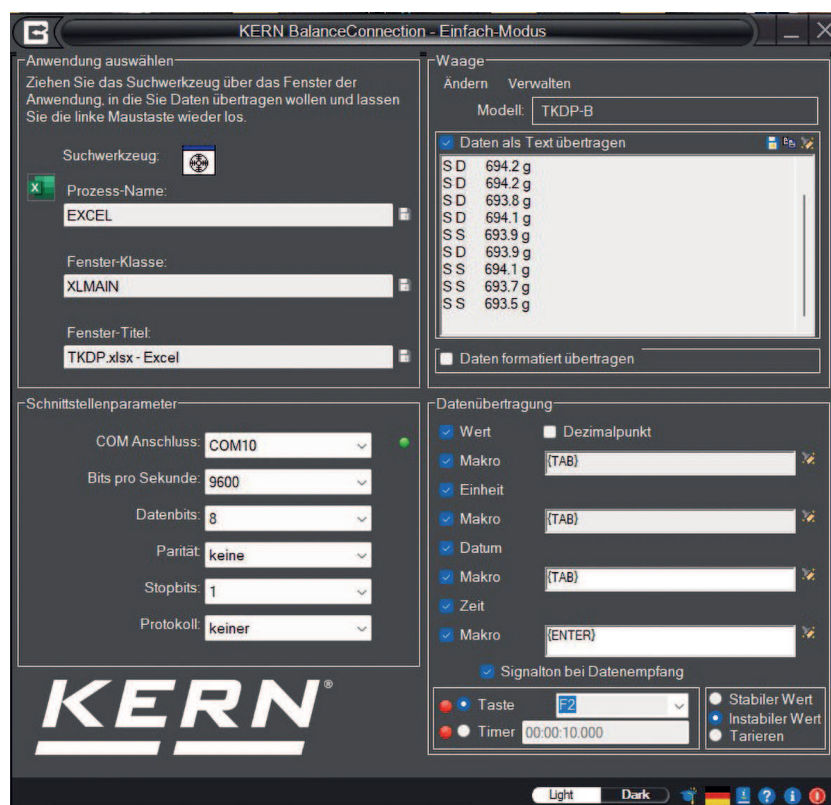 KERN BalanceConnection - Einfach-Modus
Anwendung auswählen
Ziehen Sie das Suchwerkzeug über das Fenster der
Anwendung, in die Sie Daten übertragen wollen und lassen
Sie die linke Maustaste wieder los.
Suchwerkzeug:
Prozess-Name:
EXCEL
Fenster-Klasse:
XLMAIN
Fenster-Titel:
TKDP.xlsx - Excel
Waage
Ändern Verwalten
Modell: TKDP-B
Daten als Text übertragen
S D 694.2 g
S D 694.2 g
S D 693.8 g
S D 694.1 g
S S 693.9 g
S D 693.9 g
S S 694.1 g
S S 693.7 g
S S 693.5 g
Daten formatiert übertragen
Schnittstellenparameter
COM Anschluss: COM10
Bits pro Sekunde: 9600
Datenbits: 8
Parität: keine
Stopbits: 1
Protokoll: keiner
KERN®
Datenübertragung
Wert Dezimalpunkt
Makro {TAB}
Einheit
Makro {TAB}
Datum
Makro {TAB}
Zeit
Makro {ENTER}
Signalton bei Datenempfang
Taste F2
Timer 00:00:10.000
Stabiler Wert
Instabiler Wert
Tarieren
Light Dark